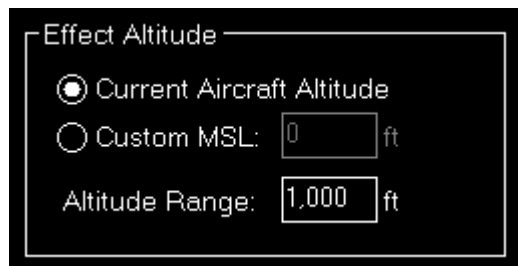 Effect Altitude
Current Aircraft Altitude
Custom MSL: 0 ft
Altitude Range: 1,000 ft